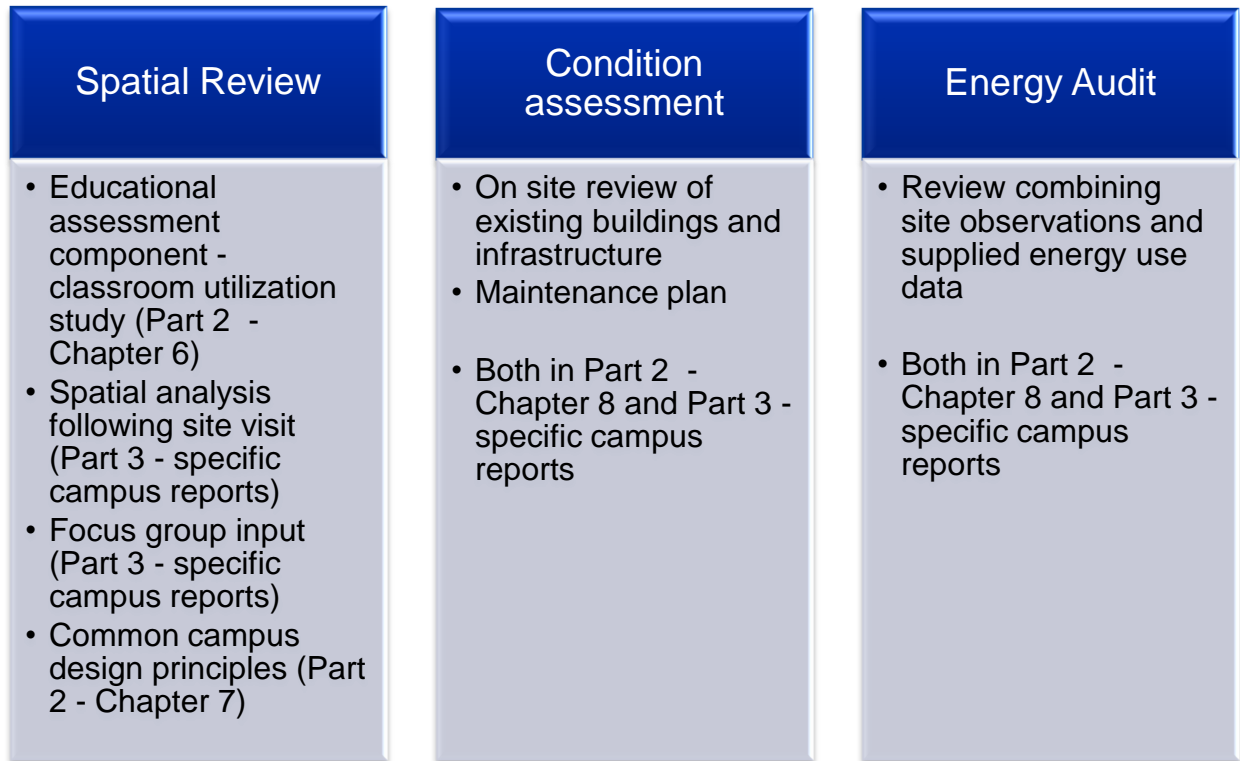 Spatial Review
• Educational
assessment
component -
classroom utilization
study (Part 2  -
Chapter 6)
• Spatial analysis
following site visit
(Part 3 - specific
campus reports)
• Focus group input
(Part 3 - specific
campus reports)
• Common campus
design principles (Part
2 - Chapter 7)
Condition
assessment
• On site review of
existing buildings and
infrastructure
• Maintenance plan
• Both in Part 2  -
Chapter 8 and Part 3 -
specific campus
reports
Energy Audit
• Review combining
site observations and
supplied energy use
data
• Both in Part 2  -
Chapter 8 and Part 3 -
specific campus
reports